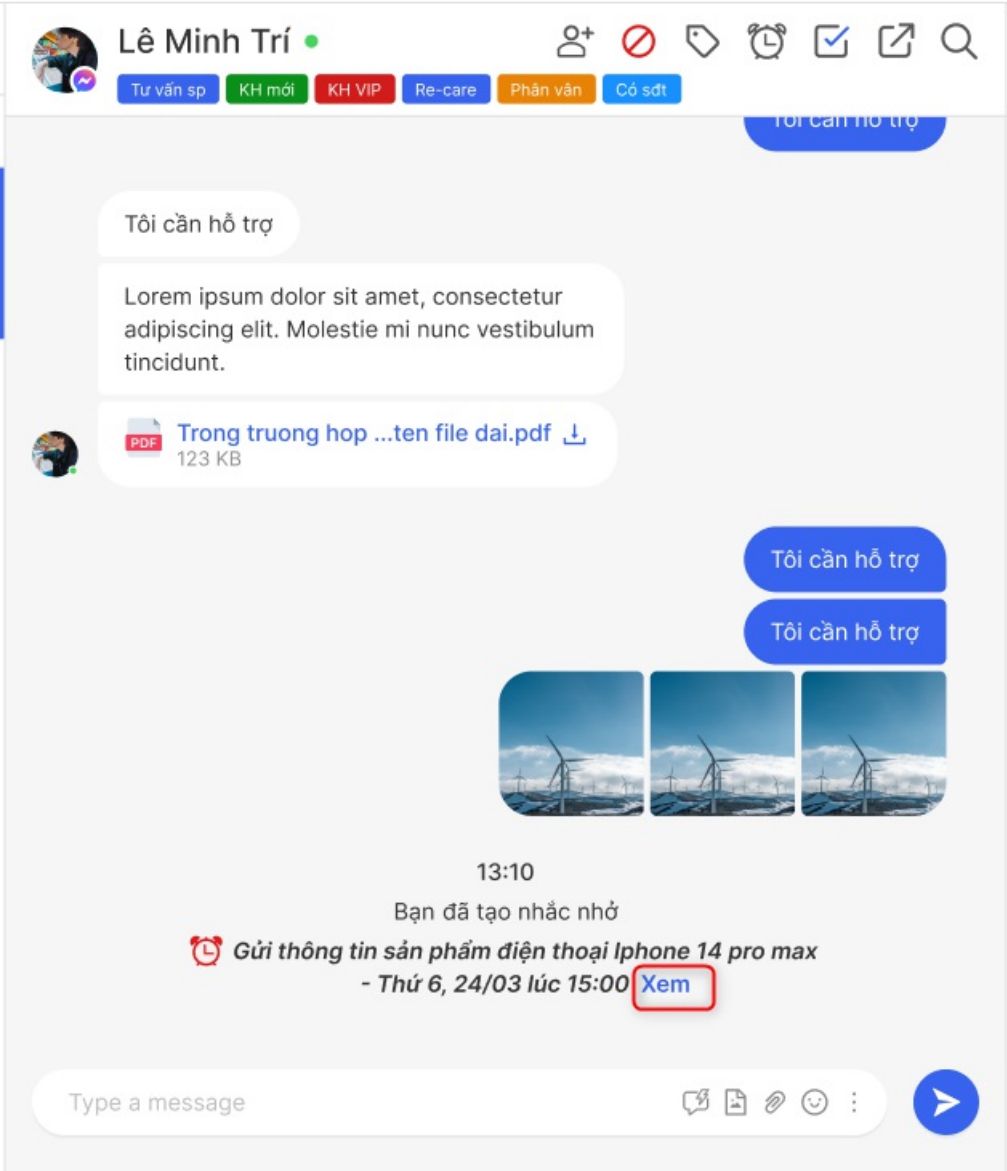 Lê Minh Trí
Tư vấn sp KH mới KH VIP Re-care Phân vân Có sđt
Tôi cần hỗ trợ
Tôi cần hỗ trợ
Lorem ipsum dolor sit amet, consectetur
adipiscing elit. Molestie mi nunc vestibulum
tincidunt.
PDF Trong truong hop ...ten file dai.pdf
123 KB
Tôi cần hỗ trợ
Tôi cần hỗ trợ
13:10
Bạn đã tạo nhắc nhở
Gửi thông tin sản phẩm điện thoại Iphone 14 pro max
- Thứ 6, 24/03 lúc 15:00 Xem
Type a message